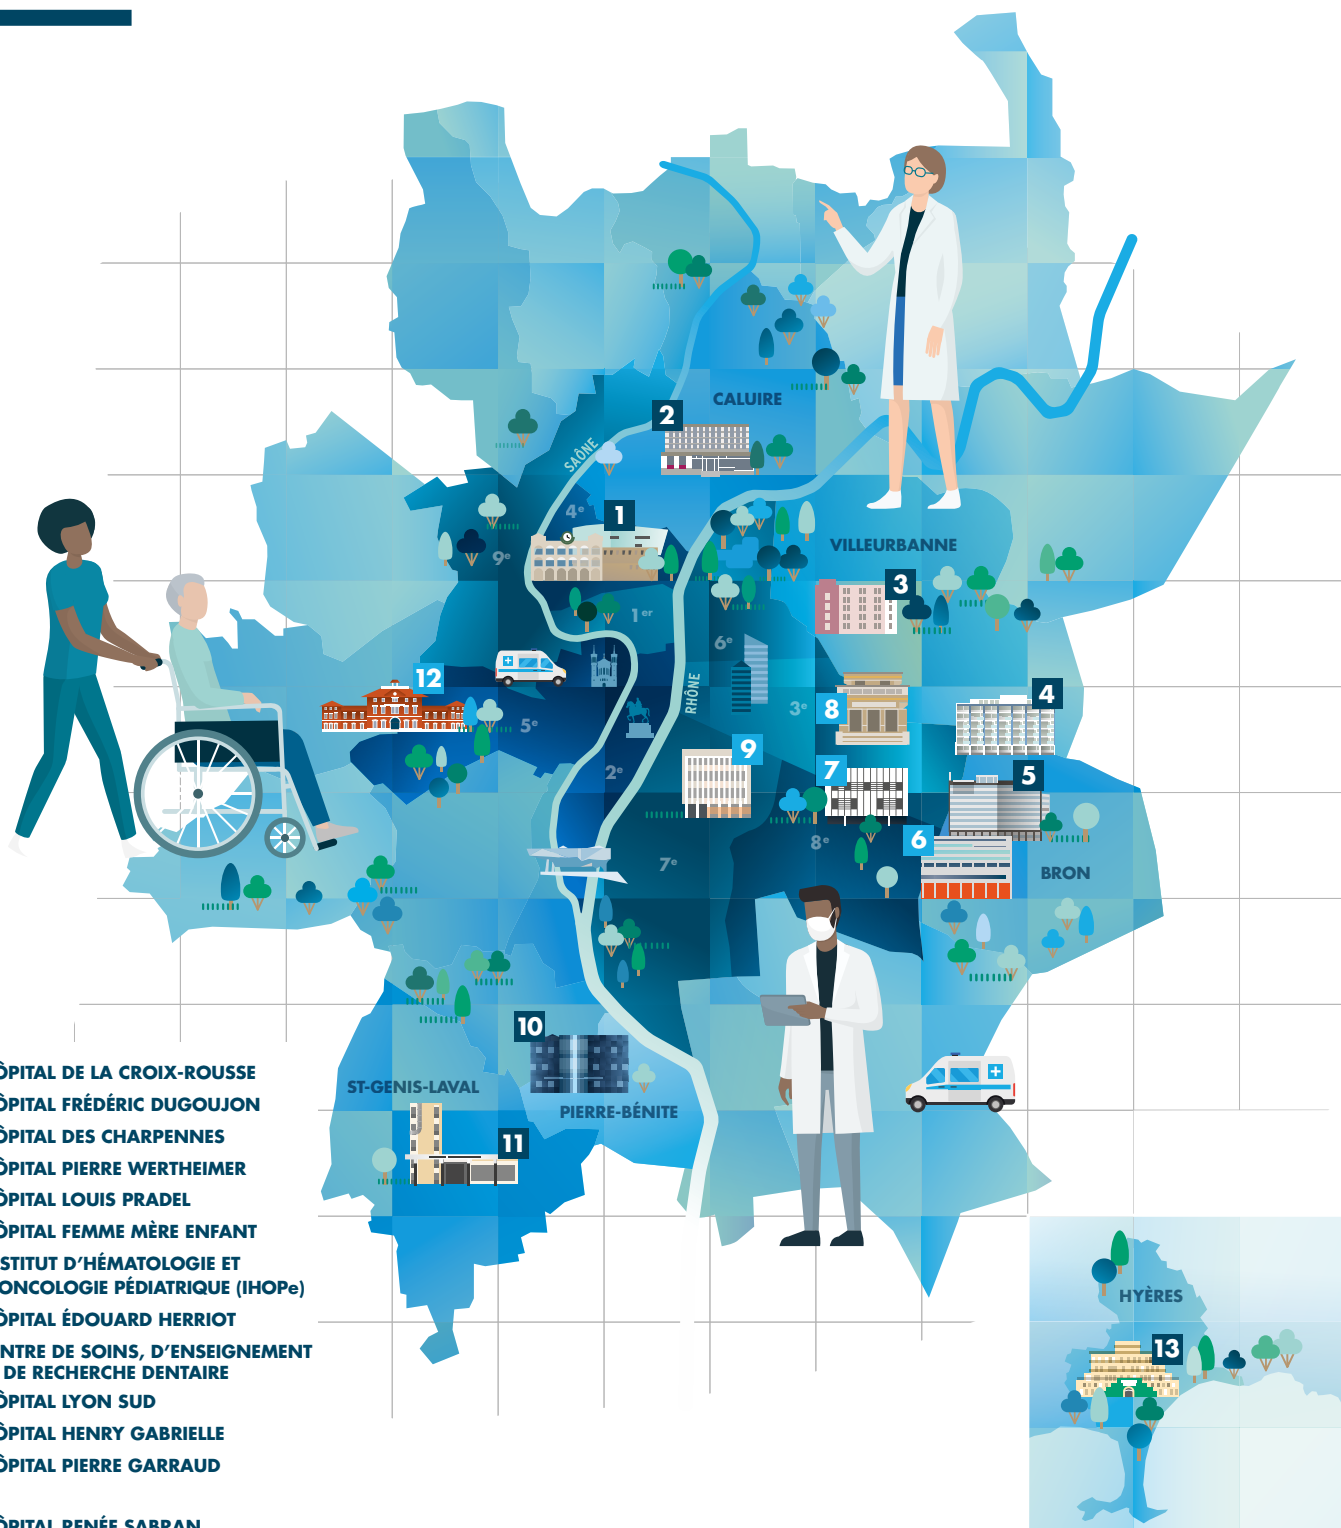 CALUIRE
2
SAÔNE
4e
1
9e
VILLEURBANNE
3
1er
6e
12
RHÔNE
3e
8
4
5e
9
2e
7
5
8e
6
7e
BRON
10
ST-GENIS-LAVAL
PIERRE-BÉNITE
11
ÔPITAL DE LA CROIX-ROUSSE
ÔPITAL FRÉDÉRIC DUGOUJON
ÔPITAL DES CHARPENNES
ÔPITAL PIERRE WERTHEIMER
ÔPITAL LOUIS PRADEL
ÔPITAL FEMME MÈRE ENFANT
STITUT D’HÉMATOLOGIE ET
ONCOLOGIE PÉDIATRIQUE (IHOPe)
ÔPITAL ÉDOUARD HERRIOT
NTRE DE SOINS, D’ENSEIGNEMENT
DE RECHERCHE DENTAIRE
ÔPITAL LYON SUD
ÔPITAL HENRY GABRIELLE
ÔPITAL PIERRE GARRAUD
ÔPITAL RENÉE SABRAN
HYÈRES
13